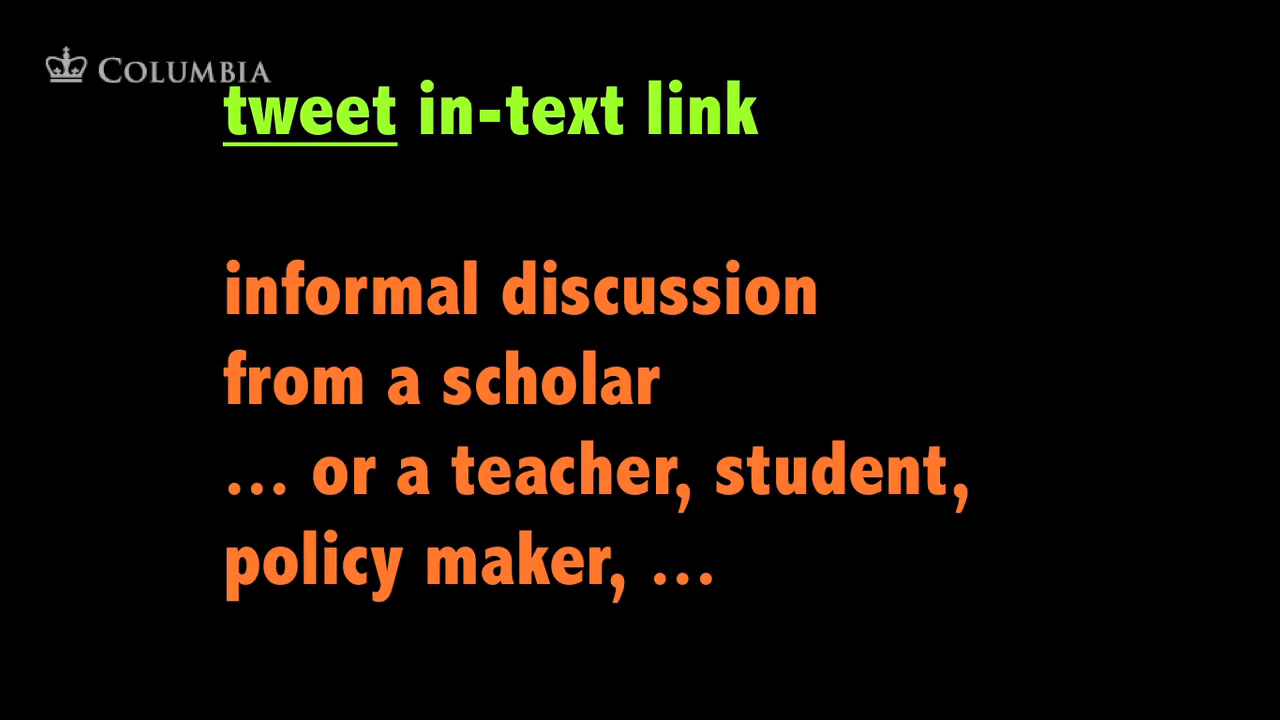 COLUMBIA
tweet in-text link
informal discussion
from a scholar
... or a teacher, student,
policy maker, ...